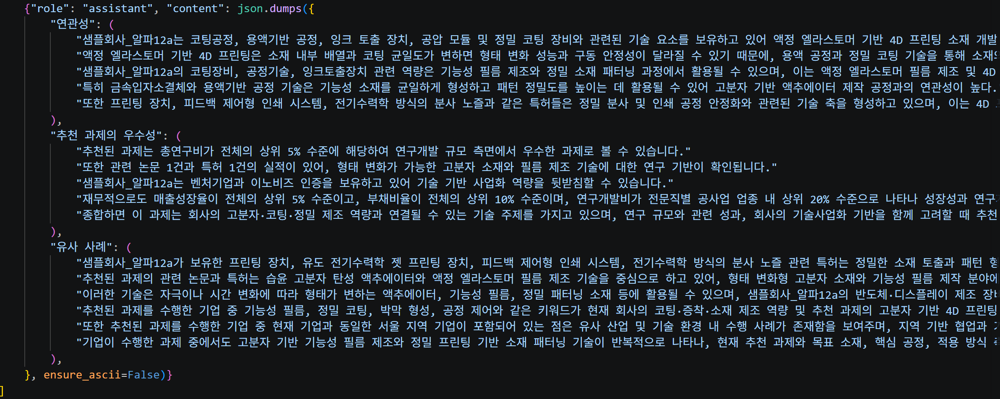 {"role": "assistant", "content": json.dumps({
"연관성": (
"샘플회사_알파12a는 코팅공정, 용액기반 공정, 잉크 토출 장치, 공압 모듈 및 정밀 코팅 장비와 관련된 기술 요소를 보유하고 있어 액정 엘라스토머 기반 4D 프린팅 소재 개발
"액정 엘라스토머 기반 4D 프린팅은 소재 내부 배열과 코팅 균일도가 변하면 형태 변화 성능과 구동 안정성이 달라질 수 있기 때문에, 용액 공정과 정밀 코팅 기술을 통해
"샘플회사_알파12a의 코팅장비, 공정기술, 잉크토출장치 관련 역량은 기능성 필름 제조와 정밀 소재 패터닝 과정에서 활용될 수 있으며, 이는 액정 엘라스토머 필름 제조 및 4D
"특히 금속입자소결체와 용액기반 공정 기술은 기능성 소재를 균일하게 형성하고 패턴 정밀도를 높이는 데 활용될 수 있어 고분자 기반 액추에이터 제작 공정과의 연관성이 높다.
"또한 프린팅 장치, 피드백 제어형 인쇄 시스템, 전기수력학 방식의 분사 노즐과 같은 특허들은 정밀 분사 및 인쇄 공정 안정화와 관련된 기술 축을 형성하고 있으며, 이는 4D
),
"추천 과제의 우수성": (
"추천된 과제는 총연구비가 전체의 상위 5% 수준에 해당하여 연구개발 규모 측면에서 우수한 과제로 볼 수 있습니다."
"또한 관련 논문 1건과 특허 1건의 실적이 있어, 형태 변화가 가능한 고분자 소재와 필름 제조 기술에 대한 연구 기반이 확인됩니다."
"샘플회사_알파12a는 벤처기업과 이노비즈 인증을 보유하고 있어 기술 기반 사업화 역량을 뒷받침할 수 있습니다."
"재무적으로도 매출성장율이 전체의 상위 5% 수준이고, 부채비율이 전체의 상위 10% 수준이며, 연구개발비가 전문직별 공사업 업종 내 상위 20% 수준으로 나타나 성장성과
"종합하면 이 과제는 회사의 고분자·코팅·정밀 제조 역량과 연결될 수 있는 기술 주제를 가지고 있으며, 연구 규모와 관련 성과, 회사의 기술사업화 기반을 함께 고려할 때 추천
),
"유사 사례": (
"샘플회사_알파12a가 보유한 프린팅 장치, 유도 전기수력학 젯 프린팅 장치, 피드백 제어형 인쇄 시스템, 전기수력학 방식의 분사 노즐 관련 특허는 정밀한 소재 토출과 패턴
"추천된 과제의 관련 논문과 특허는 습윤 고분자 탄성 액추에이터와 액정 엘라스토머 필름 제조 기술을 중심으로 하고 있어, 형태 변화형 고분자 소재와 기능성 필름 제작 분야에
"이러한 기술은 자극이나 시간 변화에 따라 형태가 변하는 액추에이터, 기능성 필름, 정밀 패터닝 소재 등에 활용될 수 있으며, 샘플회사_알파12a의 반도체·디스플레이 제조
"추천된 과제를 수행한 기업 중 기능성 필름, 정밀 코팅, 박막 형성, 공정 제어와 같은 키워드가 현재 회사의 코팅·증착·소재 제조 역량 및 추천 과제의 고분자 기반 4D 프린팅
"또한 추천된 과제를 수행한 기업 중 현재 기업과 동일한 서울 지역 기업이 포함되어 있는 점은 유사 산업 및 기술 환경 내 수행 사례가 존재함을 보여주며, 지역 기반 협업과
"기업이 수행한 과제 중에서도 고분자 기반 기능성 필름 제조와 정밀 프린팅 기반 소재 패터닝 기술이 반복적으로 나타나, 현재 추천 과제와 목표 소재, 핵심 공정, 적용 방식
),
}, ensure_ascii=False)}
]